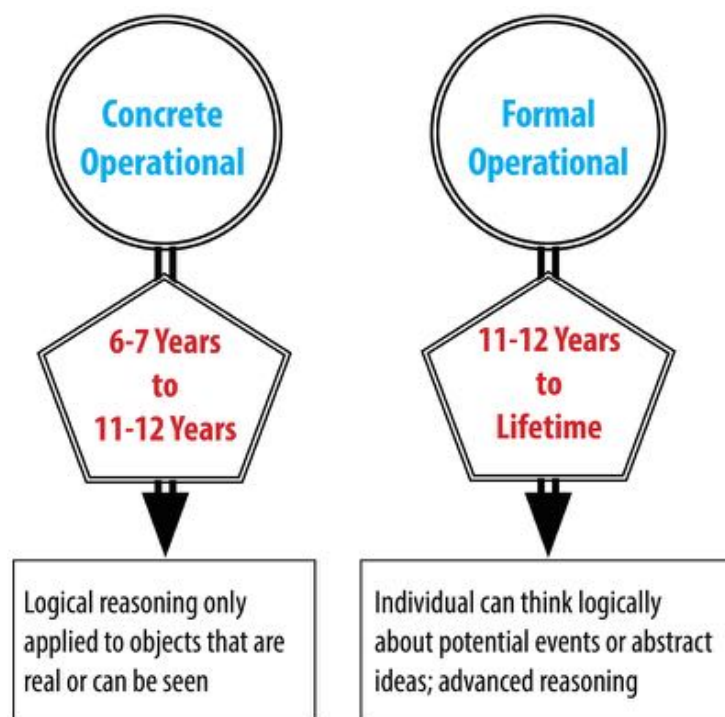 Concrete
Operational
6-7 Years
to
11-12 Years
Logical reasoning only
applied to objects that are
real or can be seen
Formal
Operational
11-12 Years
to
Lifetime
Individual can think logically
about potential events or abstract
ideas; advanced reasoning